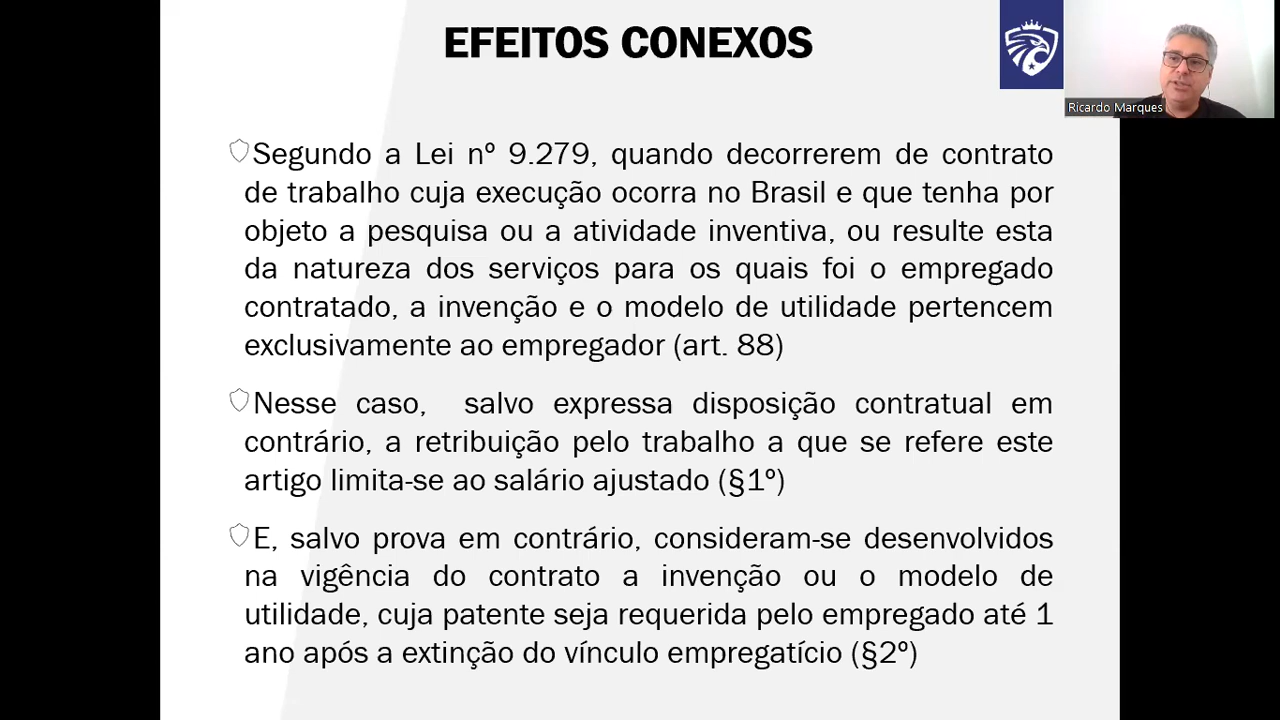 EFEITOS CONEXOS
Ricardo Marques
Segundo a Lei nº 9.279, quando decorrerem de contrato
de trabalho cuja execução ocorra no Brasil e que tenha por
objeto a pesquisa ou a atividade inventiva, ou resulte esta
da natureza dos serviços para os quais foi o empregado
contratado, a invenção e o modelo de utilidade pertencem
exclusivamente ao empregador (art. 88)
Nesse caso, salvo expressa disposição contratual em
contrário, a retribuição pelo trabalho a que se refere este
artigo limita-se ao salário ajustado (§1º)
E, salvo prova em contrário, consideram-se desenvolvidos
na vigência do contrato a invenção ou o modelo de
utilidade, cuja patente seja requerida pelo empregado até 1
ano após a extinção do vínculo empregatício (§2º)